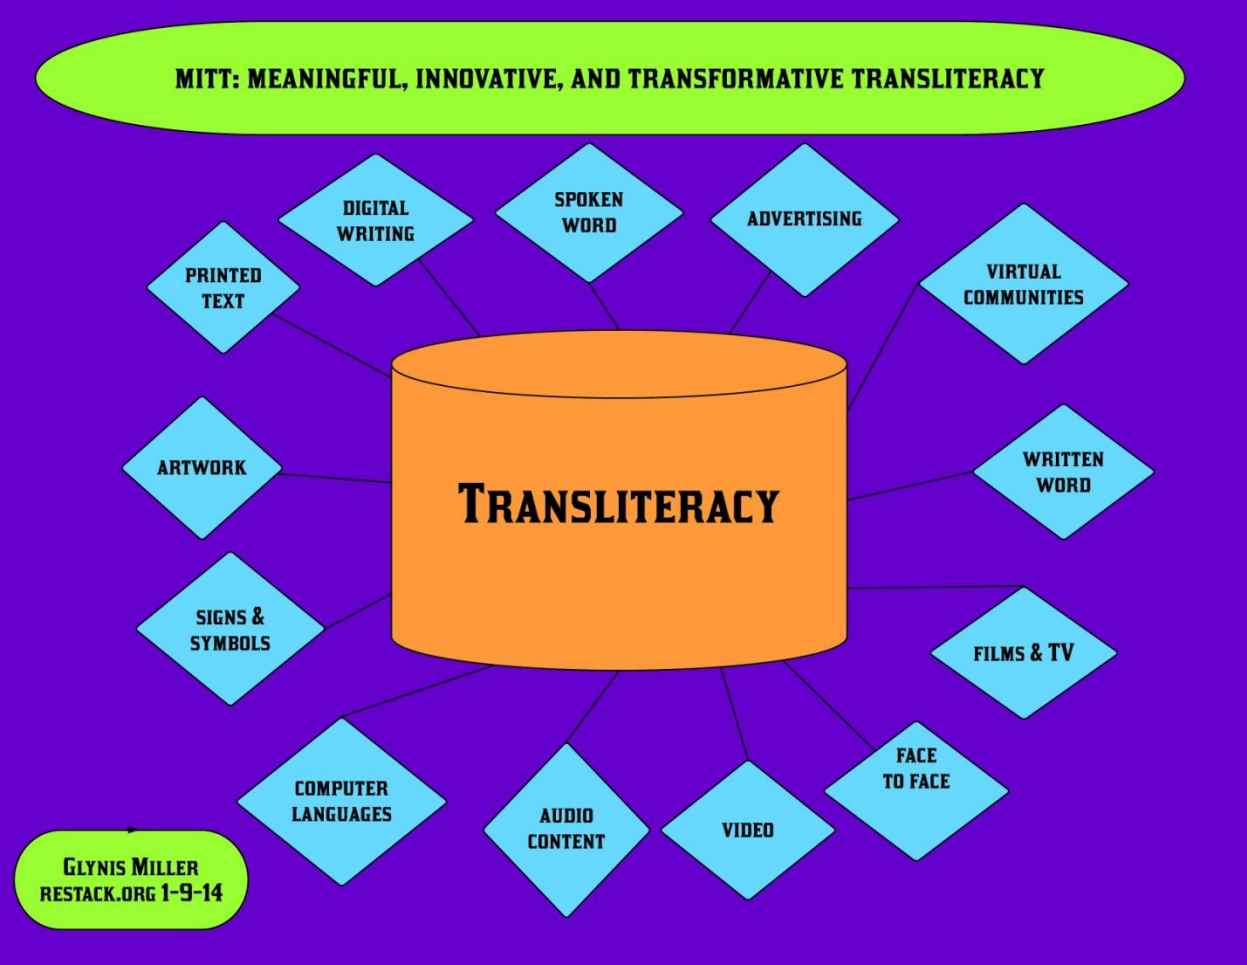 MITT: MEANINGFUL, INNOVATIVE, AND TRANSFORMATIVE TRANSLITERACY
DIGITAL
WRITING
SPOKEN
WORD
ADVERTISING
PRINTED
TEXT
VIRTUAL
COMMUNITIES
ARTWORK
TRANSLITERACY
WRITTEN
WORD
SIGNS &
SYMBOLS
FILMS & TV
COMPUTER
LANGUAGES
AUDIO
CONTENT
VIDEO
FACE
TO FACE
GLYNIS MILLER
RESTACK.ORG 1-9-14